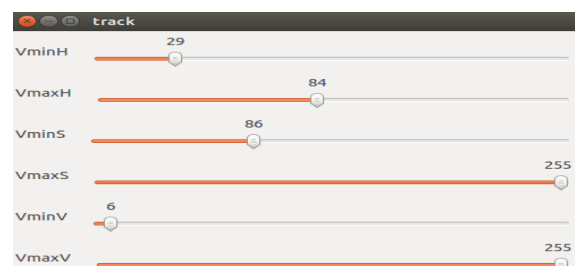 track
VminH 29
VmaxH 84
VminS 86
VmaxS 255
VminV 6
VmaxV 255